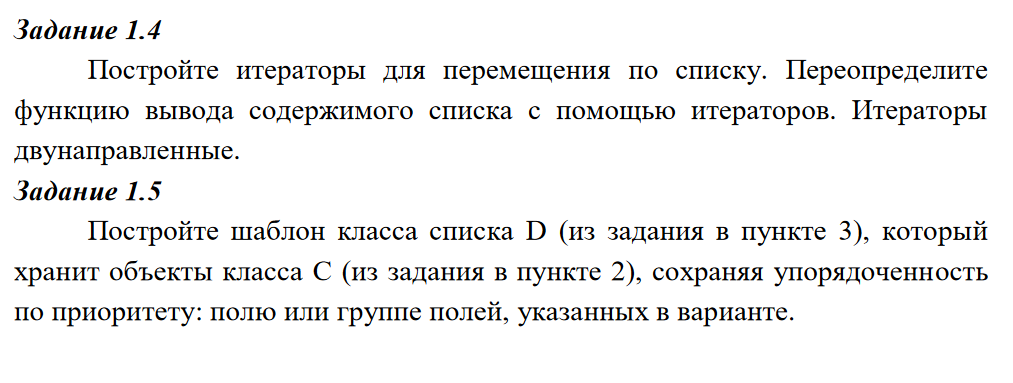 Задание 1.4
Постройте итераторы для перемещения по списку. Переопределите
функцию вывода содержимого списка с помощью итераторов. Итераторы
двунаправленные.
Задание 1.5
Постройте шаблон класса списка D (из задания в пункте 3), который
хранит объекты класса C (из задания в пункте 2), сохраняя упорядоченность
по приоритету: полю или группе полей, указанных в варианте.